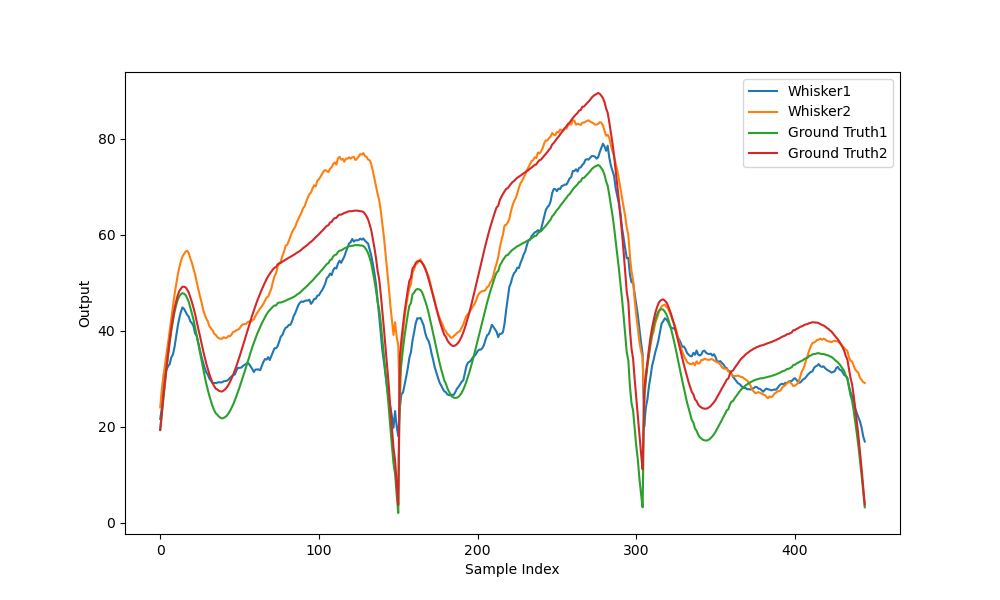 Whisker1
Whisker2
Ground Truth1
Ground Truth2
Output
80
60
40
20
0
0 100 200 300 400
Sample Index